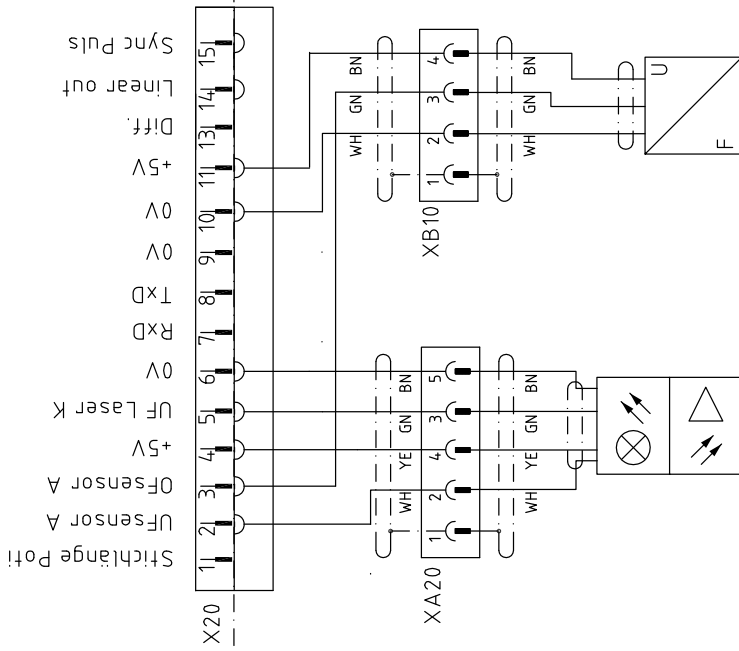 Sync Puls
15
Linear out
14
Diff.
13
+5V
11
0V
10
0V
9
TxD
8
RxD
7
0V
6
UF Laser K
5
+5V
4
OFsensor A
3
UFsensor A
2
Stichlänge Poti
1
X20
BN
GN
WH
4
3
2
1
BN
GN
WH
XB10
U
F
BN
GN
YE
WH
5
3
4
2
1
BN
GN
YE
WH
XA20